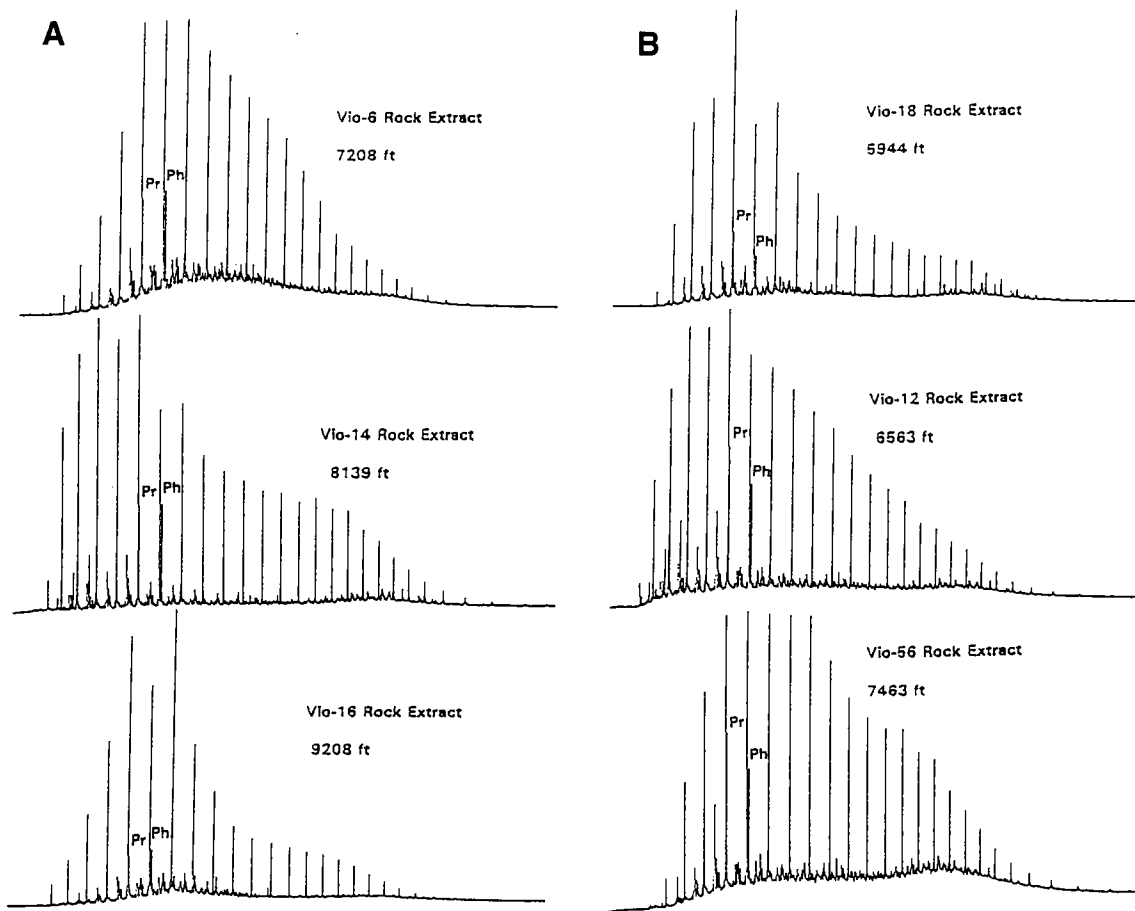 A
Vio-6 Rock Extract
7208 ft
Pr Ph
Vio-14 Rock Extract
8139 ft
Pr Ph
Vio-16 Rock Extract
9208 ft
Pr Ph
B
Vio-18 Rock Extract
5944 ft
Pr
Ph
Vio-12 Rock Extract
6563 ft
Pr
Ph
Vio-56 Rock Extract
7463 ft
Pr
Ph